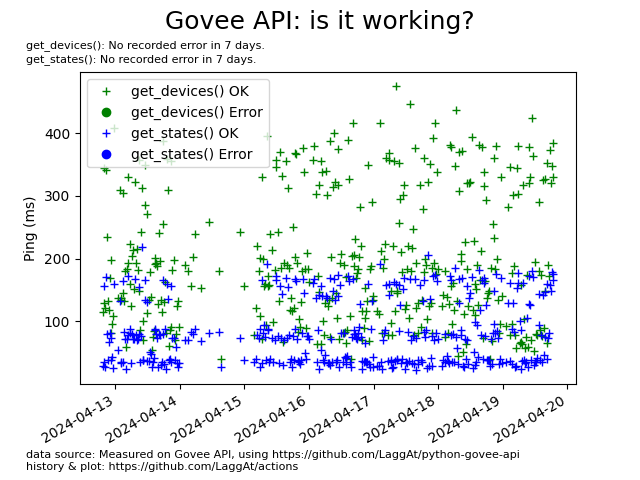 Govee API: is it working?
get_devices(): No recorded error in 7 days.
get_states(): No recorded error in 7 days.
get_devices() OK
get_devices() Error
get_states() OK
get_states() Error
Ping (ms)
400
300
200
100
2024-04-13
2024-04-14
2024-04-15
2024-04-16
2024-04-17
2024-04-18
2024-04-19
2024-04-20
data source: Measured on Govee API, using https://github.com/LaggAt/python-govee-api
history & plot: https://github.com/LaggAt/actions